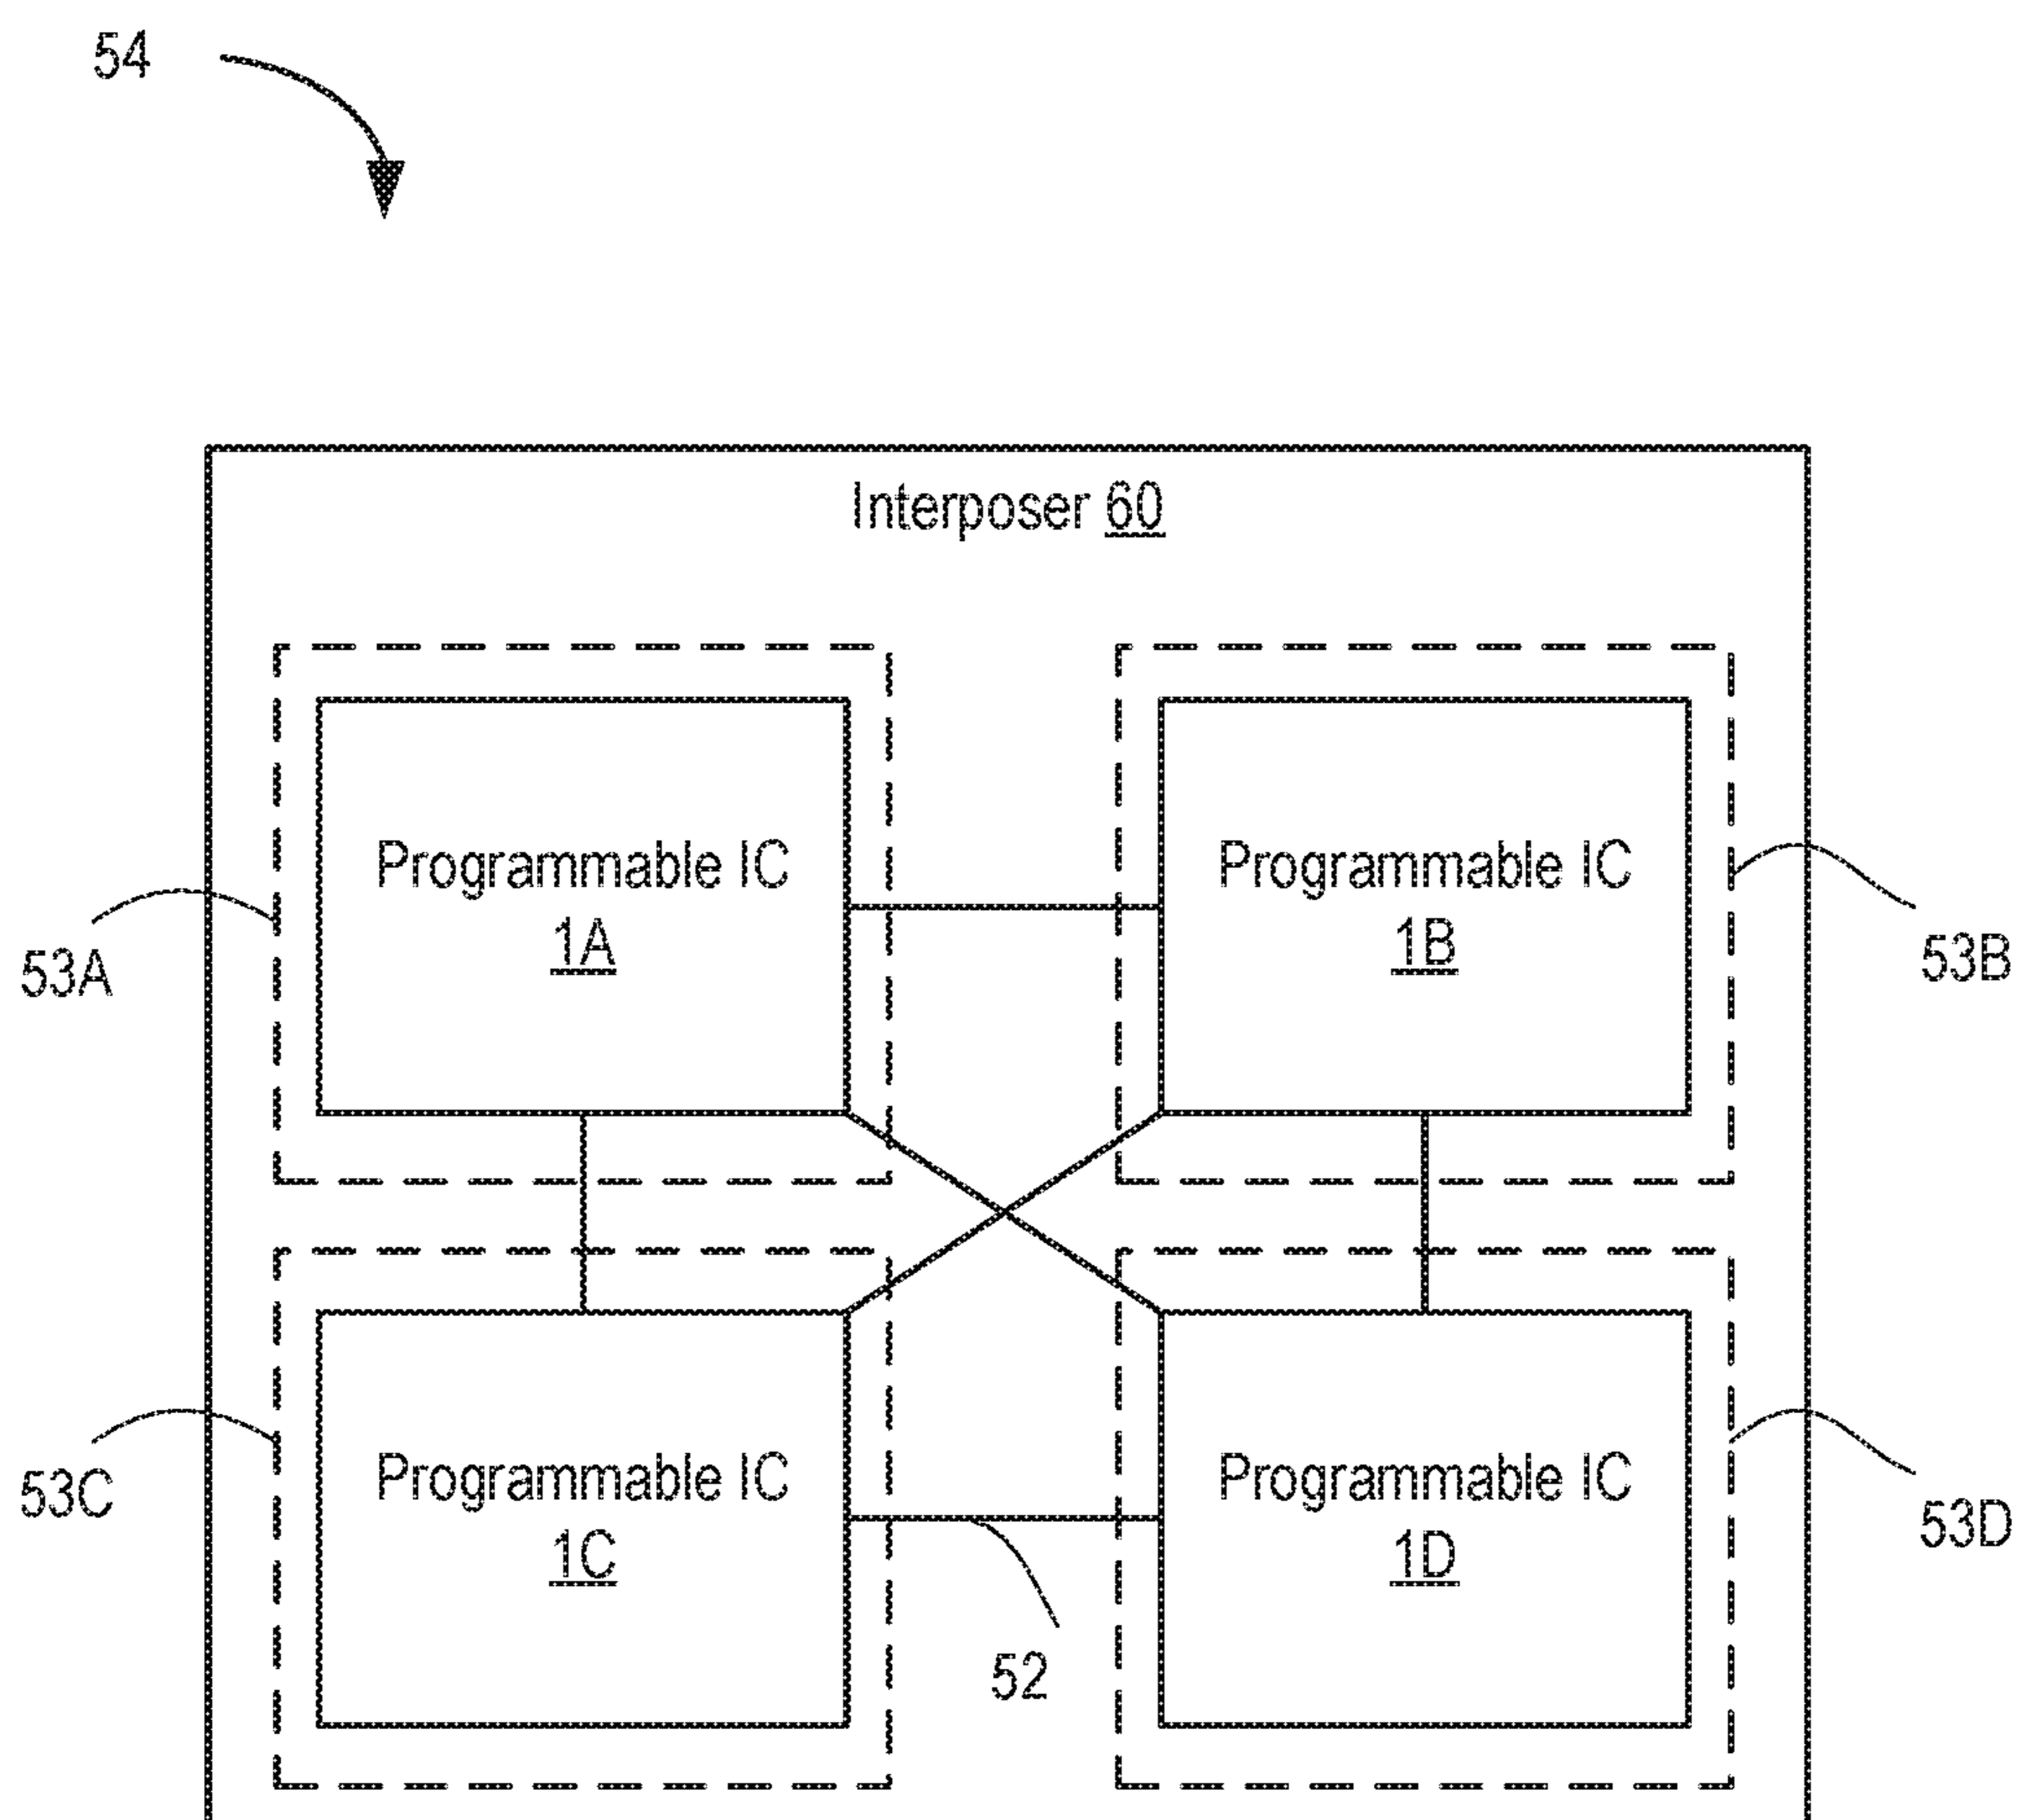 54
Interposer 60
Programmable IC
1A
Programmable IC
1B
53A
53B
Programmable IC
1C
Programmable IC
1D
53C
53D
52